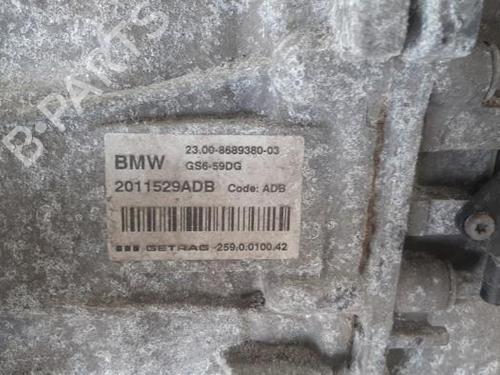 B-PARTS
23.00-8689380-03
BMW GS6-59DG
2011529ADB Code: ADB
GETRAG 259.0.0100.42